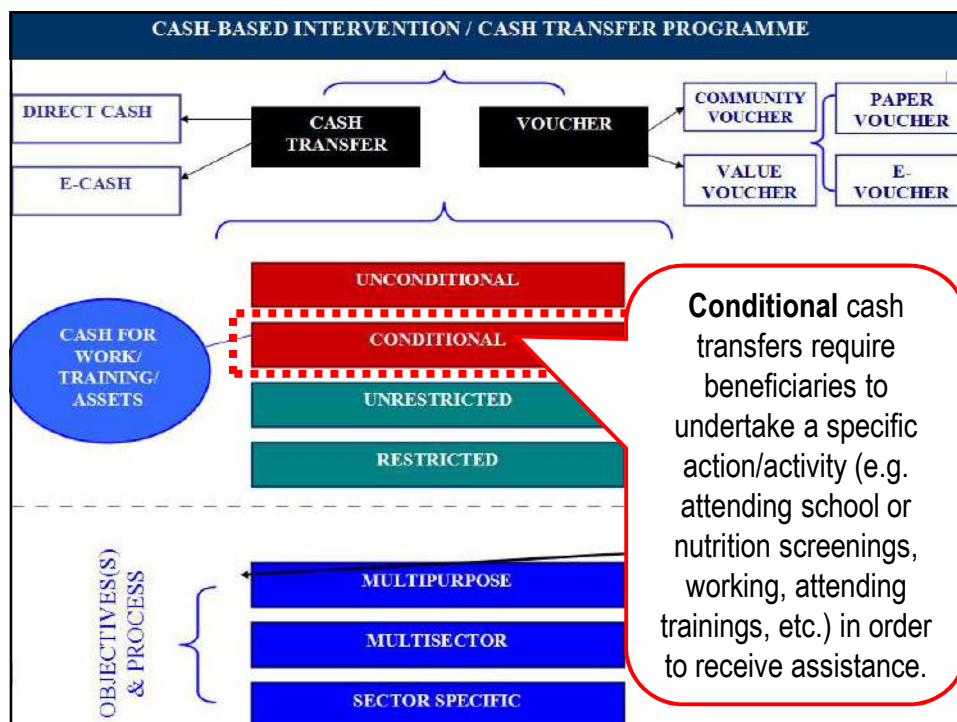 CASH-BASED INTERVENTION / CASH TRANSFER PROGRAMME
DIRECT CASH
E-CASH
CASH
TRANSFER
VOUCHER
COMMUNITY
VOUCHER
VALUE
VOUCHER
PAPER
VOUCHER
E-
VOUCHER
UNCONDITIONAL
CONDITIONAL
UNRESTRICTED
RESTRICTED
CASH FOR
WORK/
TRAINING/
ASSETS
Conditional cash
transfers require
beneficiaries to
undertake a specific
action/activity (e.g.
attending school or
nutrition screenings,
working, attending
trainings, etc.) in order
to receive assistance.
OBJECTIVES(S)
& PROCESS
MULTIPURPOSE
MULTISECTOR
SECTOR SPECIFIC